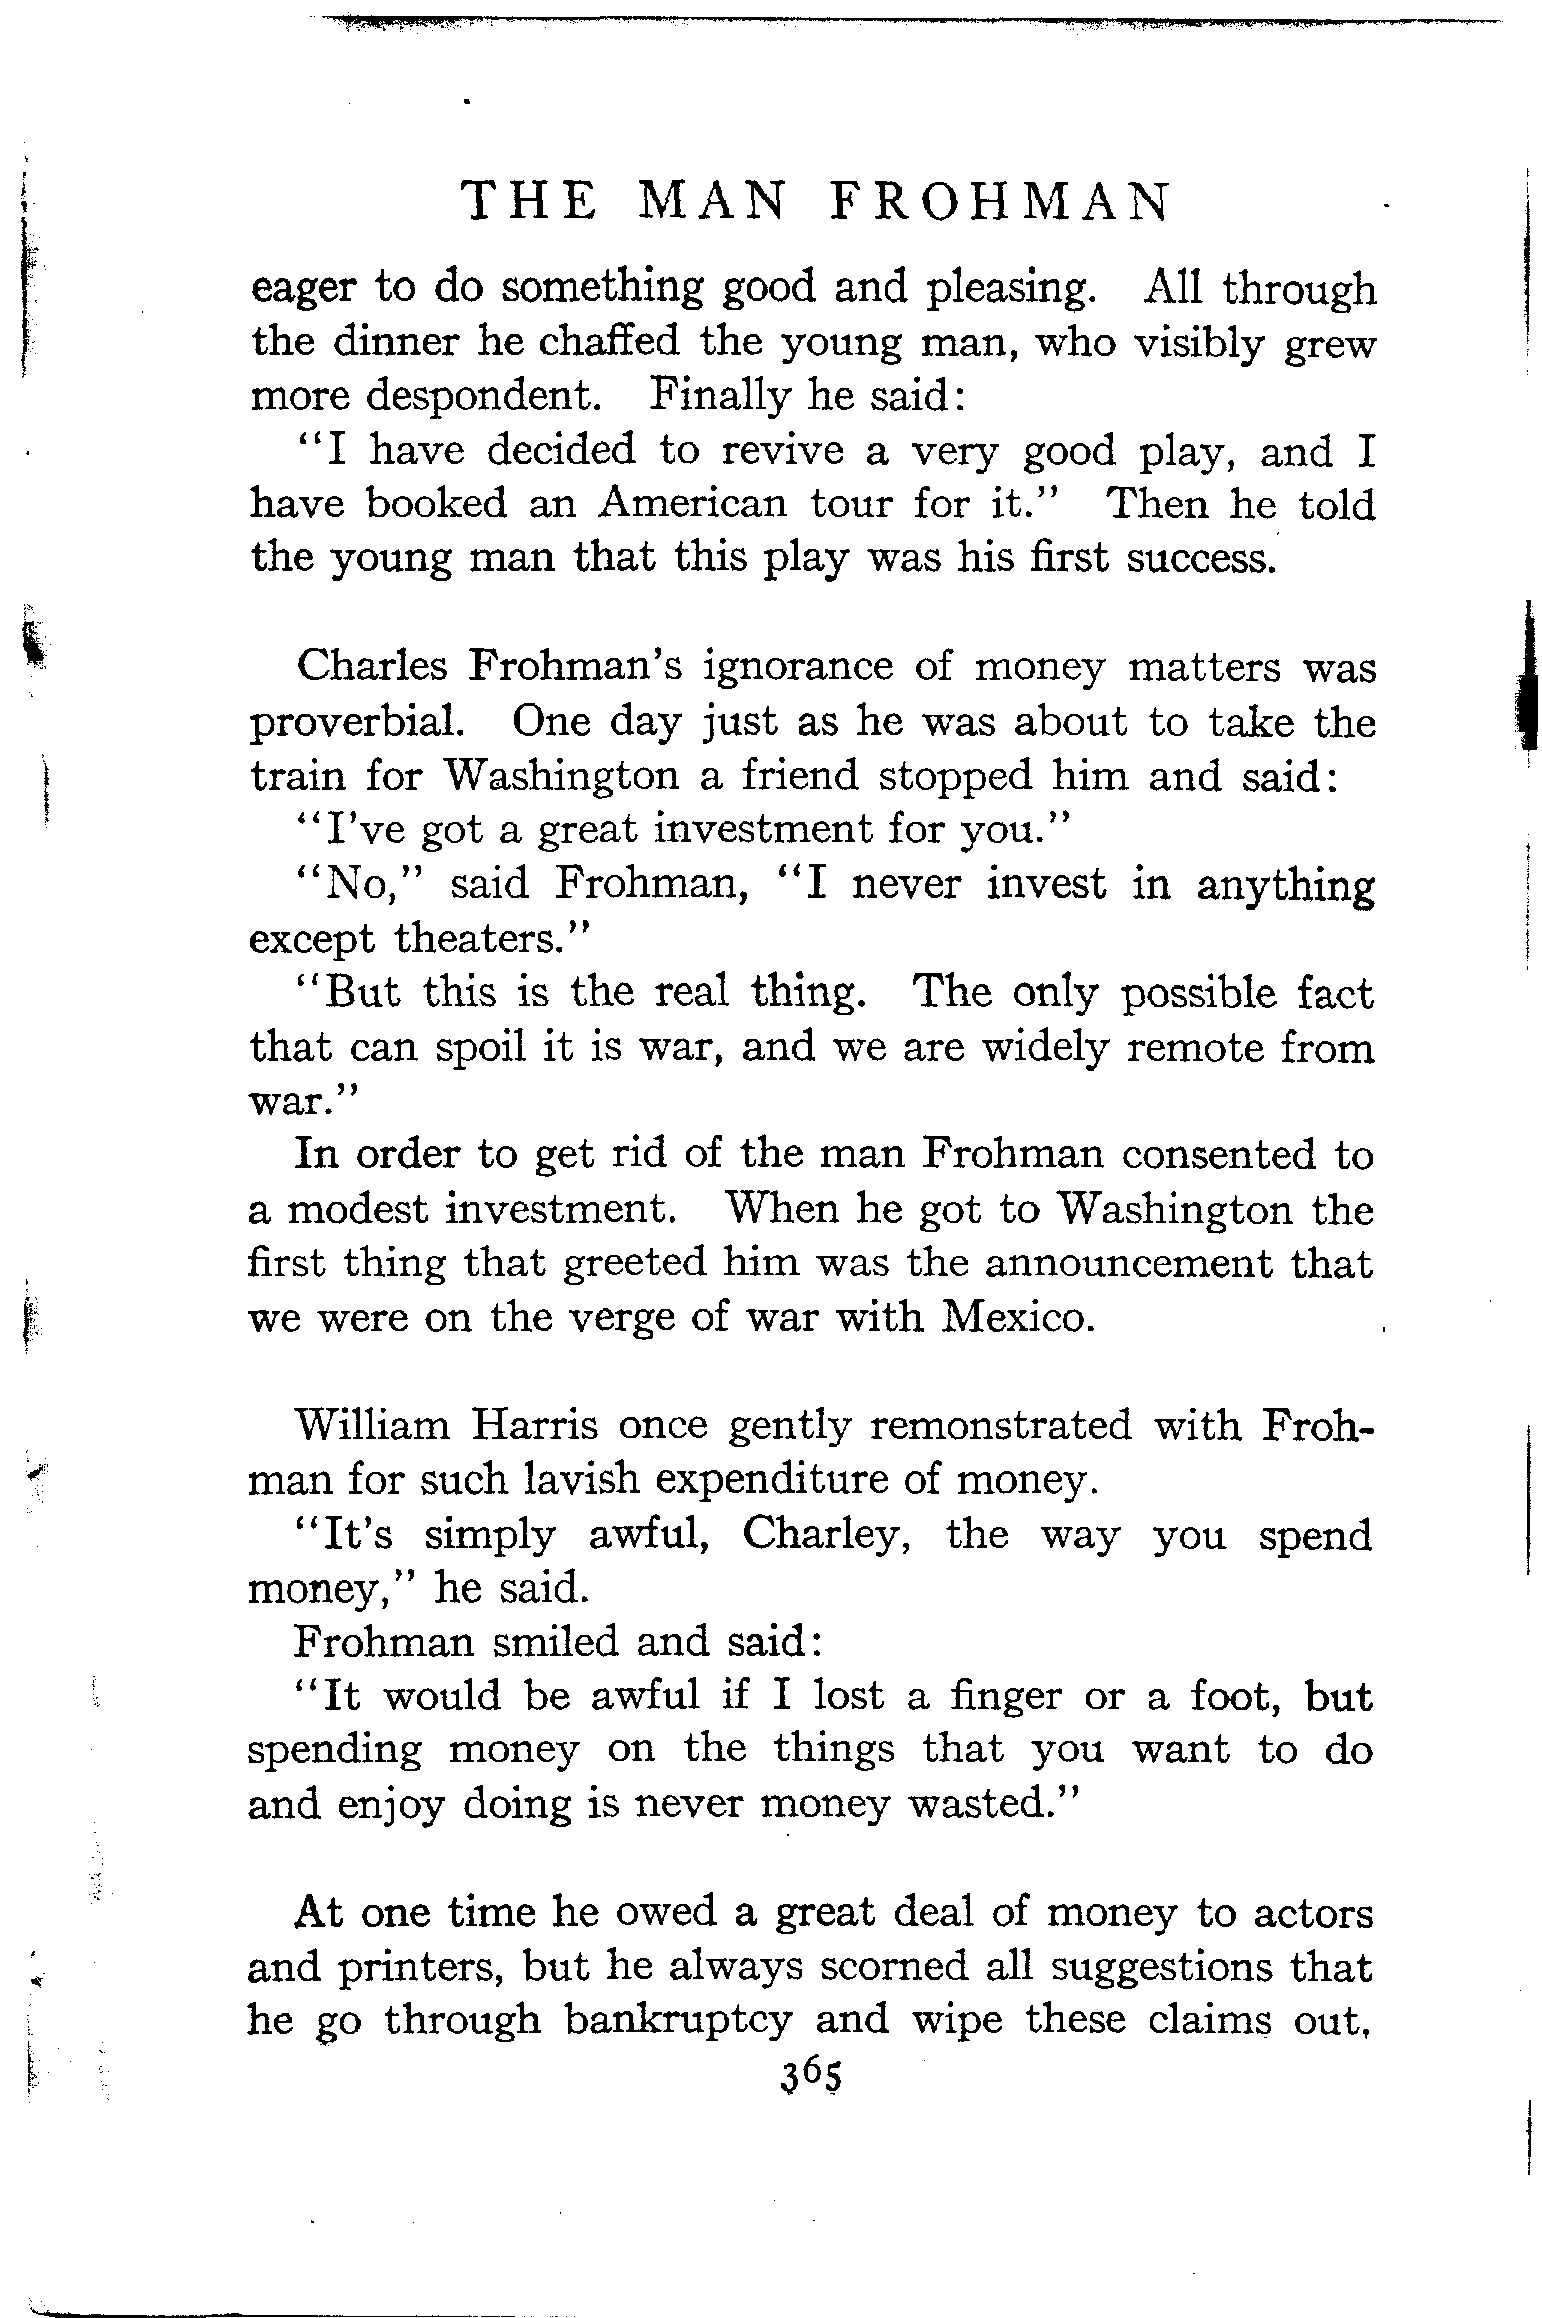 THE MAN FROHMAN
eager to do something good and pleasing. All through
the dinner he chaffed the young man, who visibly grew
more despondent. Finally he said:
"I have decided to revive a very good play, and I
have booked an American tour for it." Then he told
the young man that this play was his first success.
Charles Frohman's ignorance of money matters was
proverbial. One day just as he was about to take the
train for Washington a friend stopped him and said:
"I've got a great investment for you."
"No," said Frohman, "I never invest in anything
except theaters."
"But this is the real thing. The only possible fact
that can spoil it is war, and we are widely remote from
war."
In order to get rid of the man Frohman consented to
a modest investment. When he got to Washington the
first thing that greeted him was the announcement that
we were on the verge of war with Mexico.
William Harris once gently remonstrated with Froh-
man for such lavish expenditure of money.
"It's simply awful, Charley, the way you spend
money," he said.
Frohman smiled and said:
"It would be awful if I lost a finger or a foot, but
spending money on the things that you want to do
and enjoy doing is never money wasted."
At one time he owed a great deal of money to actors
and printers, but he always scorned all suggestions that
he go through bankruptcy and wipe these claims out,
365